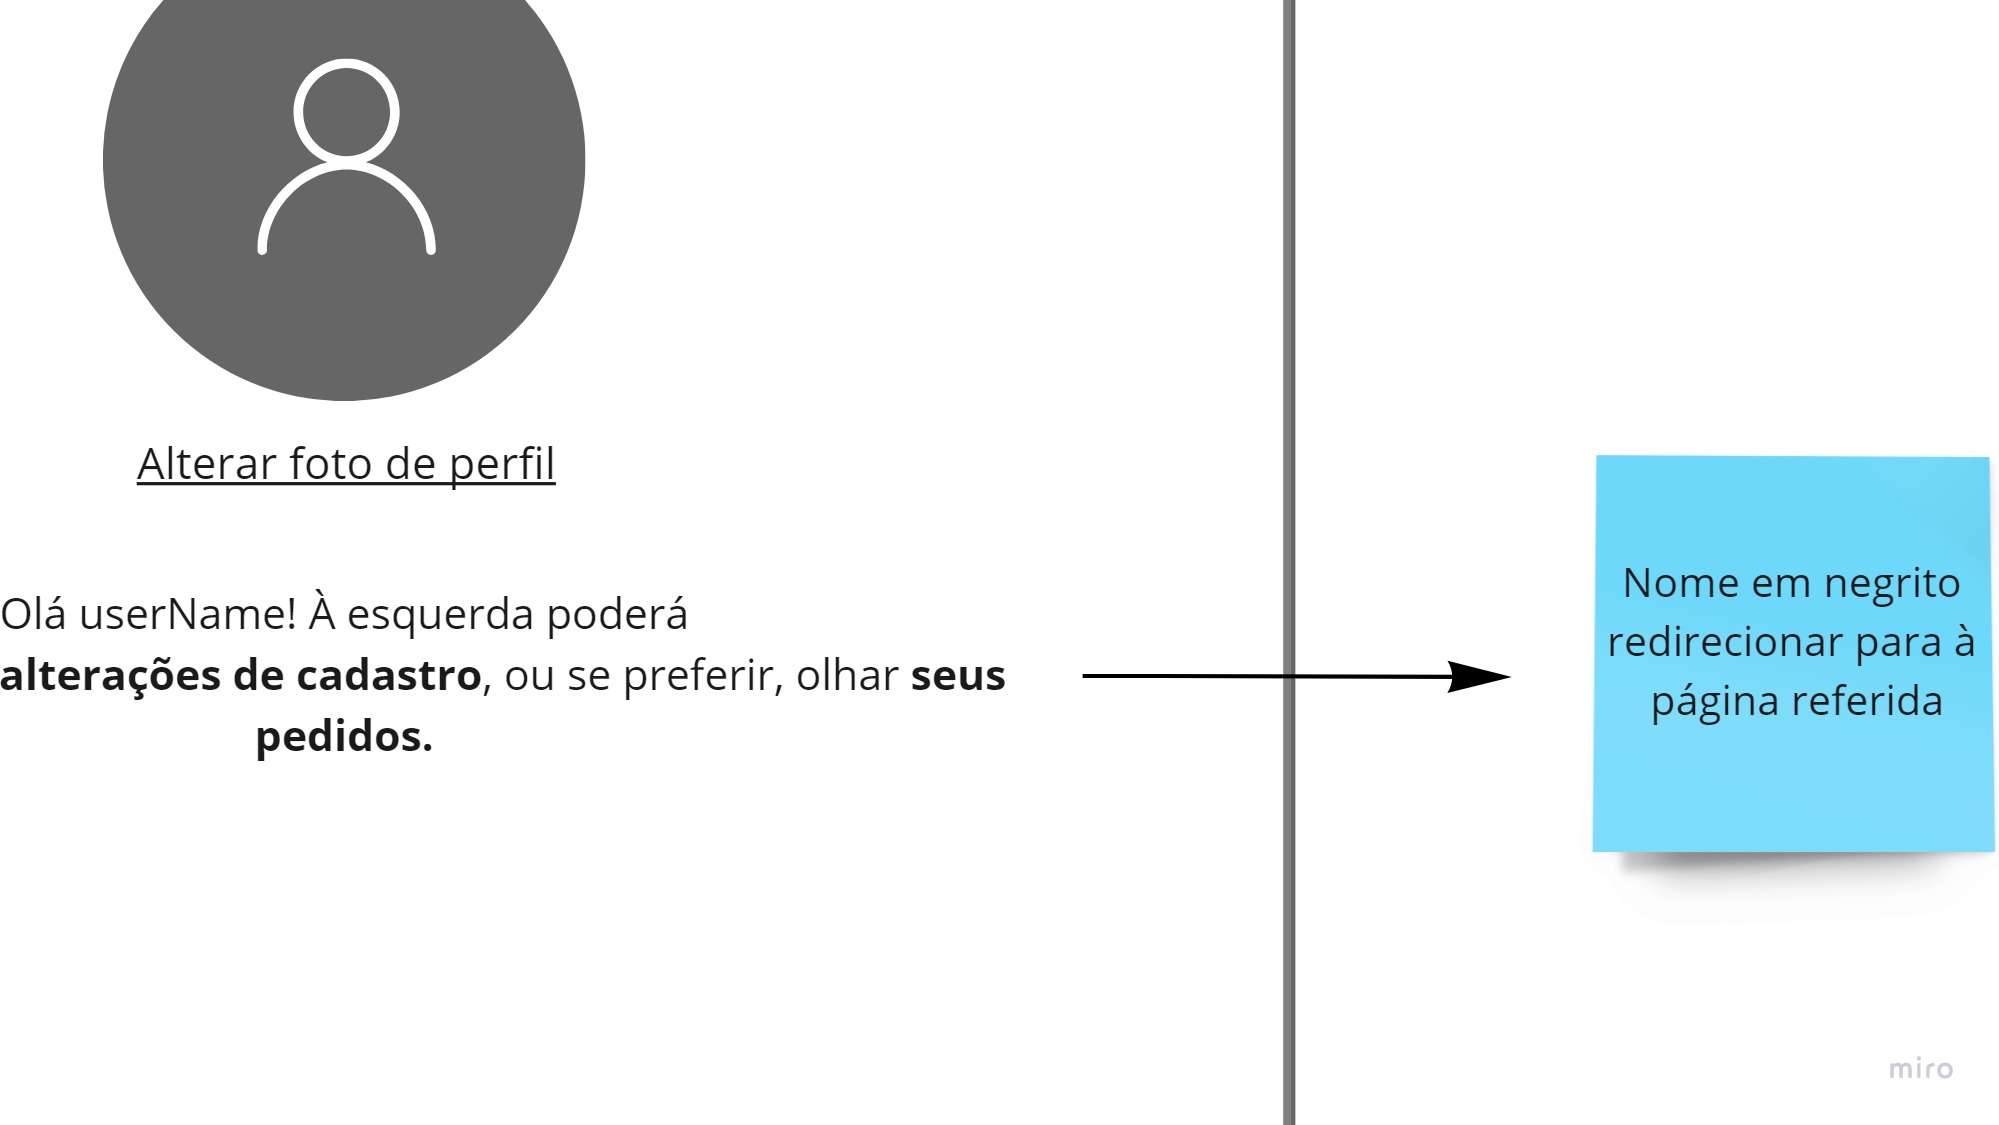 Alterar foto de perfil
Olá userName! À esquerda poderá
alterações de cadastro, ou se preferir, olhar seus
pedidos.
Nome em negrito
redirecionar para à
página referida
miro